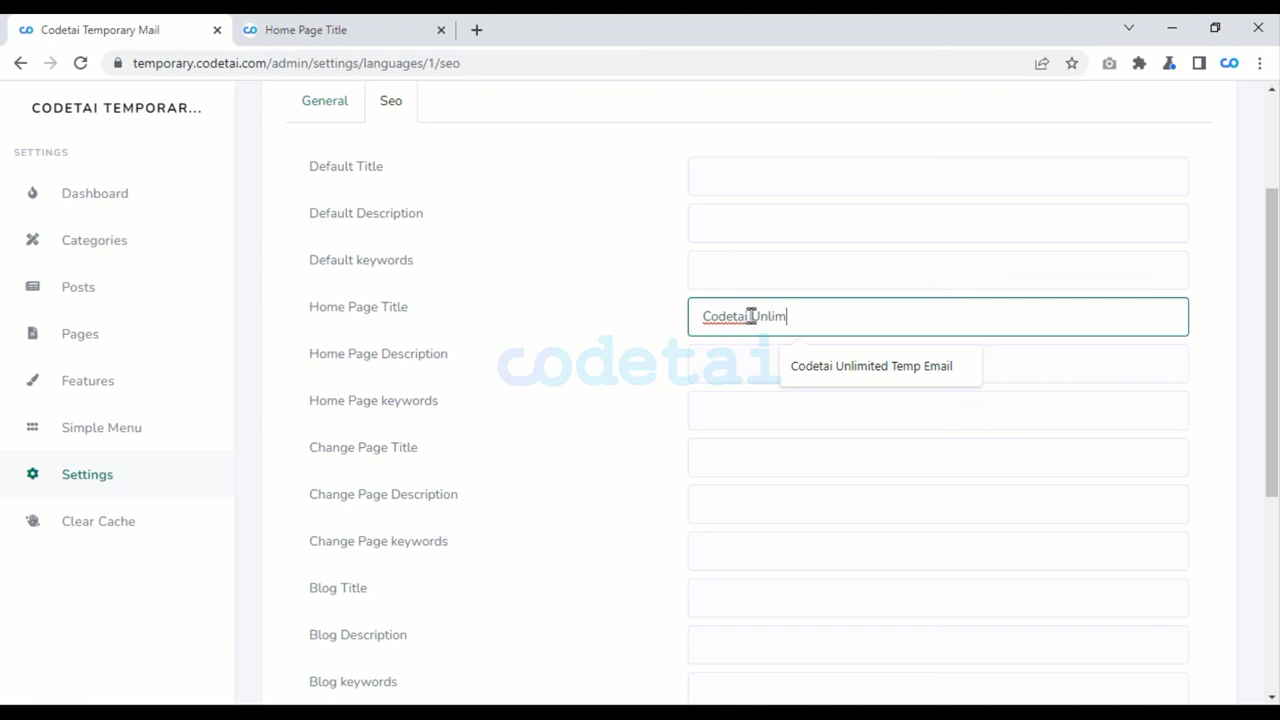 Codetai Temporary Mail
Home Page Title
temporary.codetai.com/admin/settings/languages/1/seo
CODETAI TEMPORAR...
SETTINGS
Dashboard
Categories
Posts
Pages
Features
Simple Menu
Settings
Clear Cache
General
Seo
Default Title
Default Description
Default keywords
Home Page Title
Codetai Unlim
Home Page Description
Codetai Unlimited Temp Email
Home Page keywords
Change Page Title
Change Page Description
Change Page keywords
Blog Title
Blog Description
Blog keywords
codetai